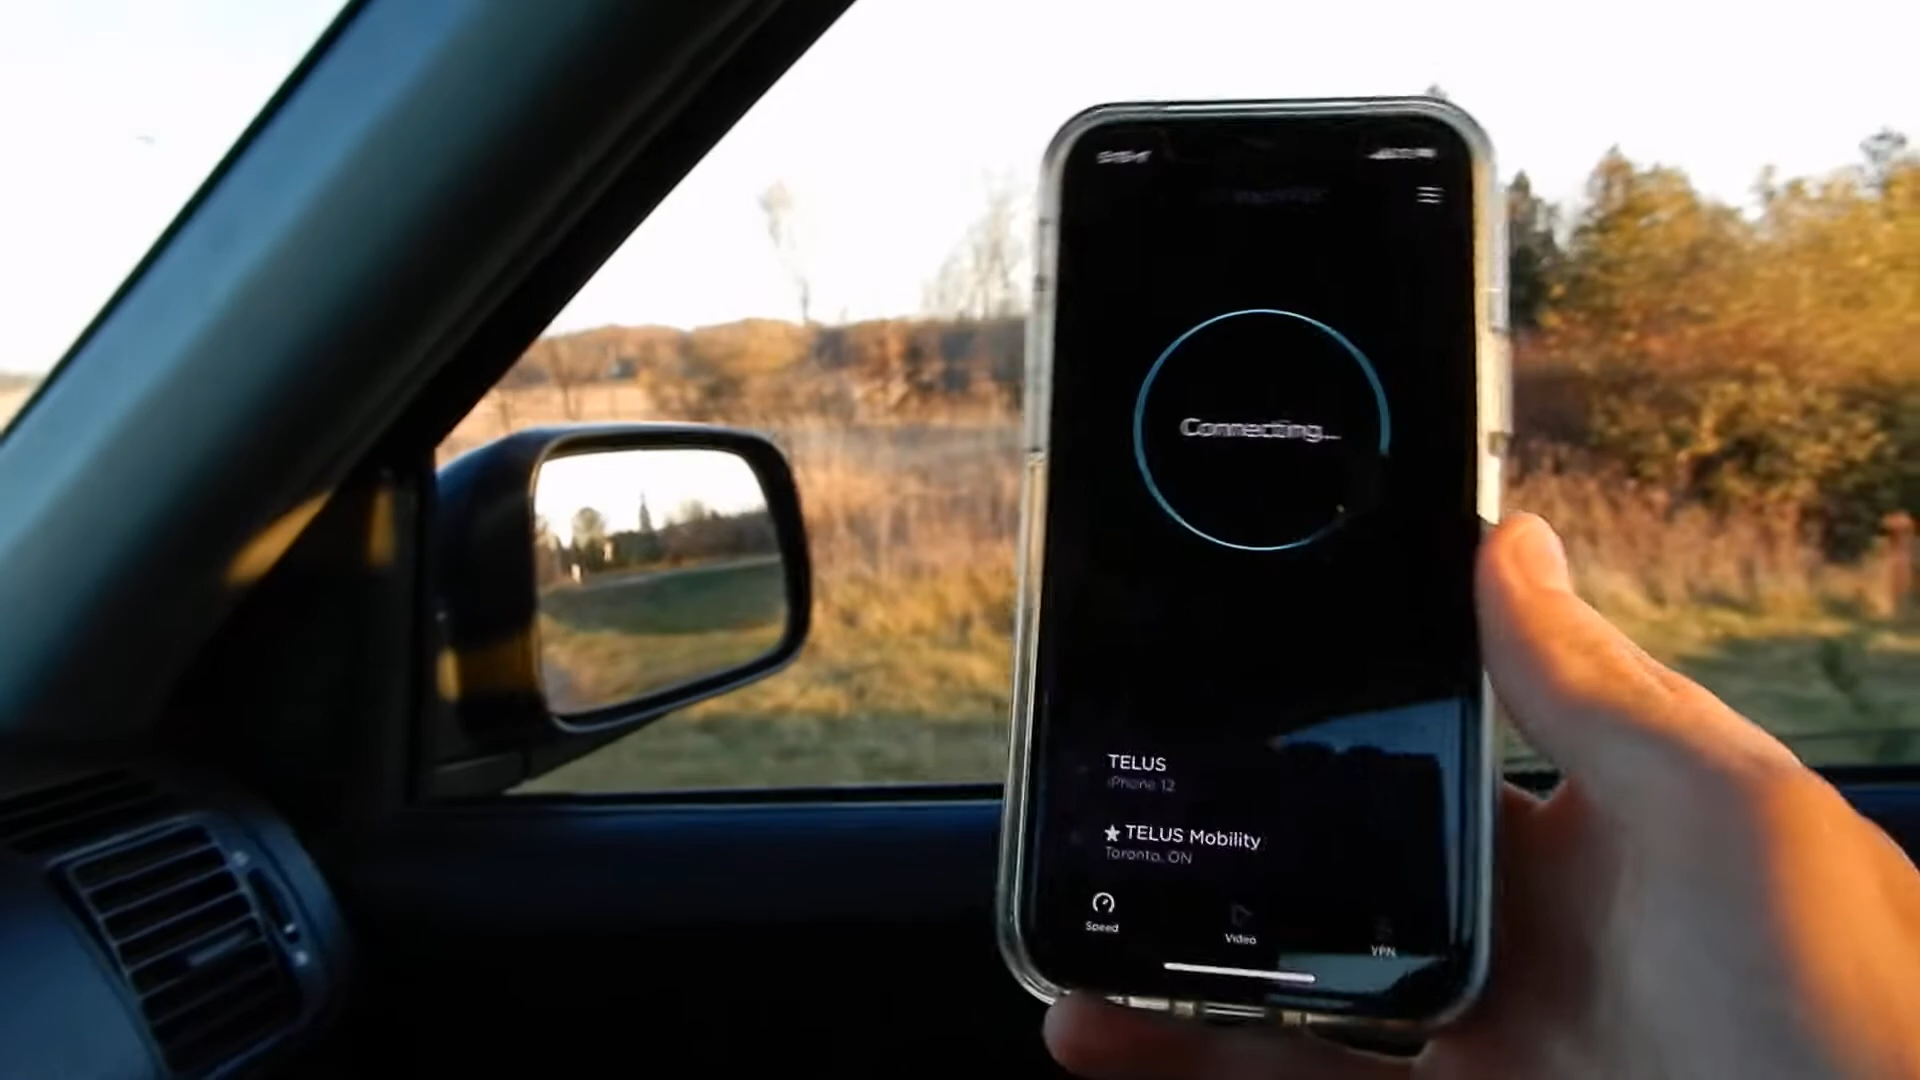 Connecting...
TELUS
iPhone 12
★ TELUS Mobility
Toronto, ON
Speed
Video
VPN